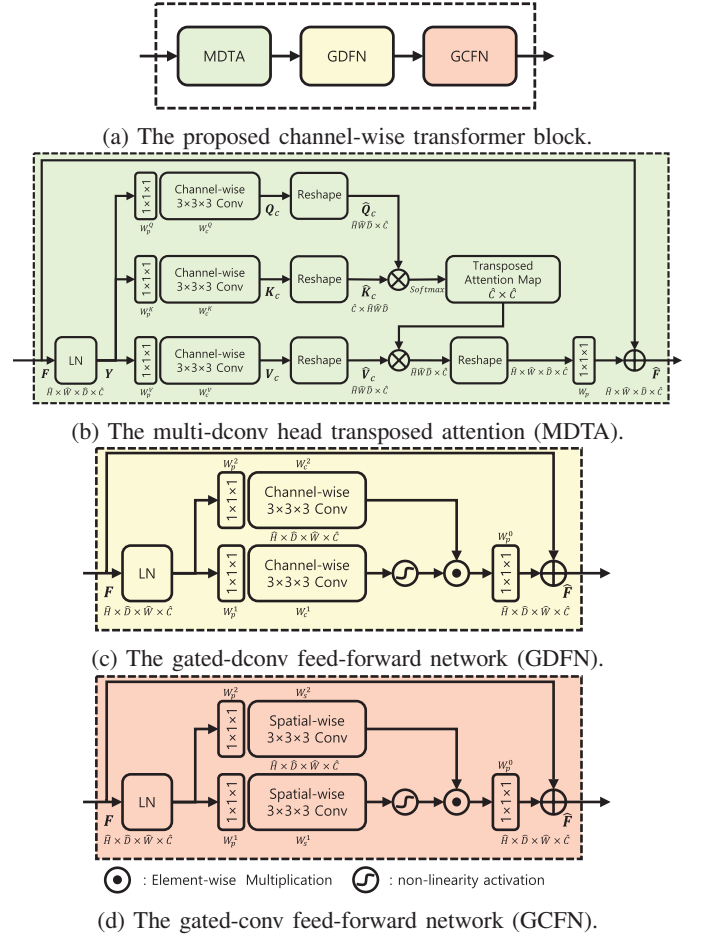 MDTA GDFN GCFN
(a) The proposed channel-wise transformer block.
1×1×1 Channel-wise 3×3×3 Conv Q_c Reshape Q̂_c
W_p^Q W_c^Q ĤŴD̂×Ĉ
1×1×1 Channel-wise 3×3×3 Conv K_c Reshape K̂_c Softmax Transposed Attention Map Ĉ × Ĉ
W_p^K W_c^K Ĉ×ĤŴD̂
F LN Y 1×1×1 Channel-wise 3×3×3 Conv V_c Reshape V̂_c ĤŴD̂×Ĉ Reshape Ĥ×Ŵ×D̂×Ĉ 1×1×1 F̂
Ĥ×Ŵ×D̂×Ĉ W_p^V W_c^V ĤŴD̂×Ĉ W_p Ĥ×Ŵ×D̂×Ĉ
(b) The multi-dconv head transposed attention (MDTA).
W_p^2 W_c^2
1×1×1 Channel-wise 3×3×3 Conv
Ĥ×D̂×Ŵ×Ĉ W_p^0
F LN 1×1×1 Channel-wise 3×3×3 Conv 1×1×1 F̂
Ĥ×D̂×Ŵ×Ĉ W_p^1 W_c^1 Ĥ×D̂×Ŵ×Ĉ
(c) The gated-dconv feed-forward network (GDFN).
W_p^2 W_s^2
1×1×1 Spatial-wise 3×3×3 Conv
Ĥ×D̂×Ŵ×Ĉ W_p^0
F LN 1×1×1 Spatial-wise 3×3×3 Conv 1×1×1 F̂
Ĥ×D̂×Ŵ×Ĉ W_p^1 W_s^1 Ĥ×D̂×Ŵ×Ĉ
: Element-wise Multiplication : non-linearity activation
(d) The gated-conv feed-forward network (GCFN).